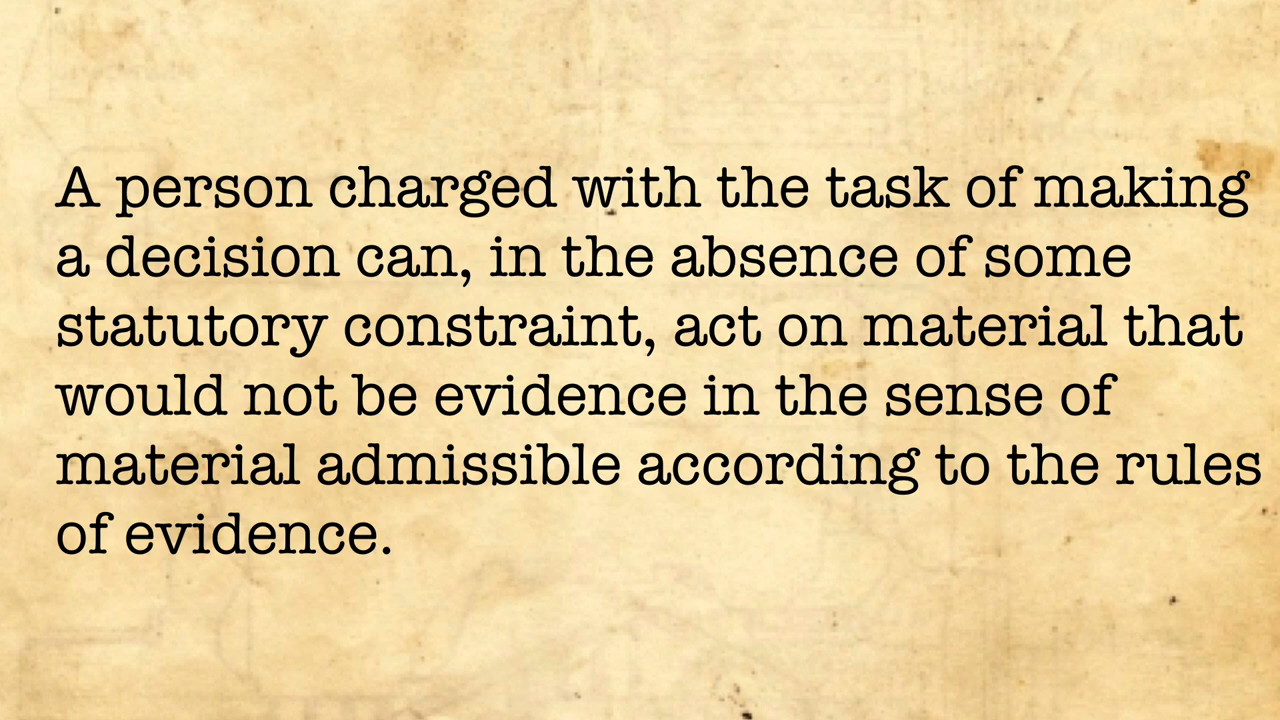 A person charged with the task of making
a decision can, in the absence of some
statutory constraint, act on material that
would not be evidence in the sense of
material admissible according to the rules
of evidence.